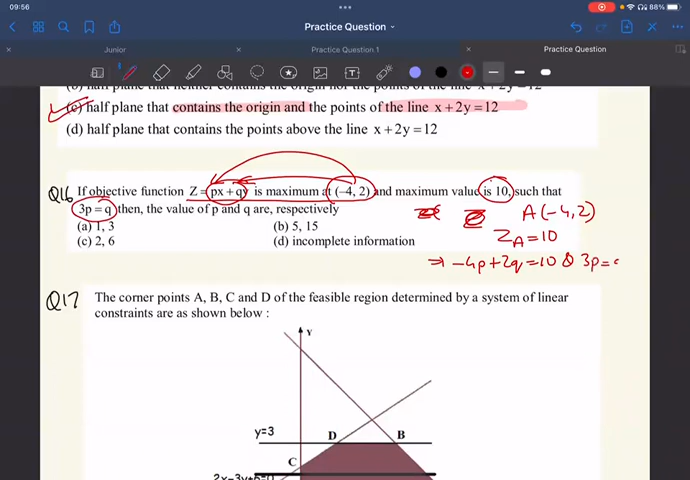 09:56
88%
Practice Question
Junior
Practice Question 1
Practice Question
(c) half plane that contains the origin and the points of the line x + 2y = 12
(d) half plane that contains the points above the line x + 2y = 12
Q16 If objective function Z = px + qy is maximum at (–4, 2) and maximum value is 10, such that
3p = q then, the value of p and q are, respectively
(a) 1, 3
(b) 5, 15
(c) 2, 6
(d) incomplete information
A(-4,2)
Z_A = 10
⇒ -4p+2q=10 & 3p=
Q17 The corner points A, B, C and D of the feasible region determined by a system of linear
constraints are as shown below :
Y
y=3
D
B
C